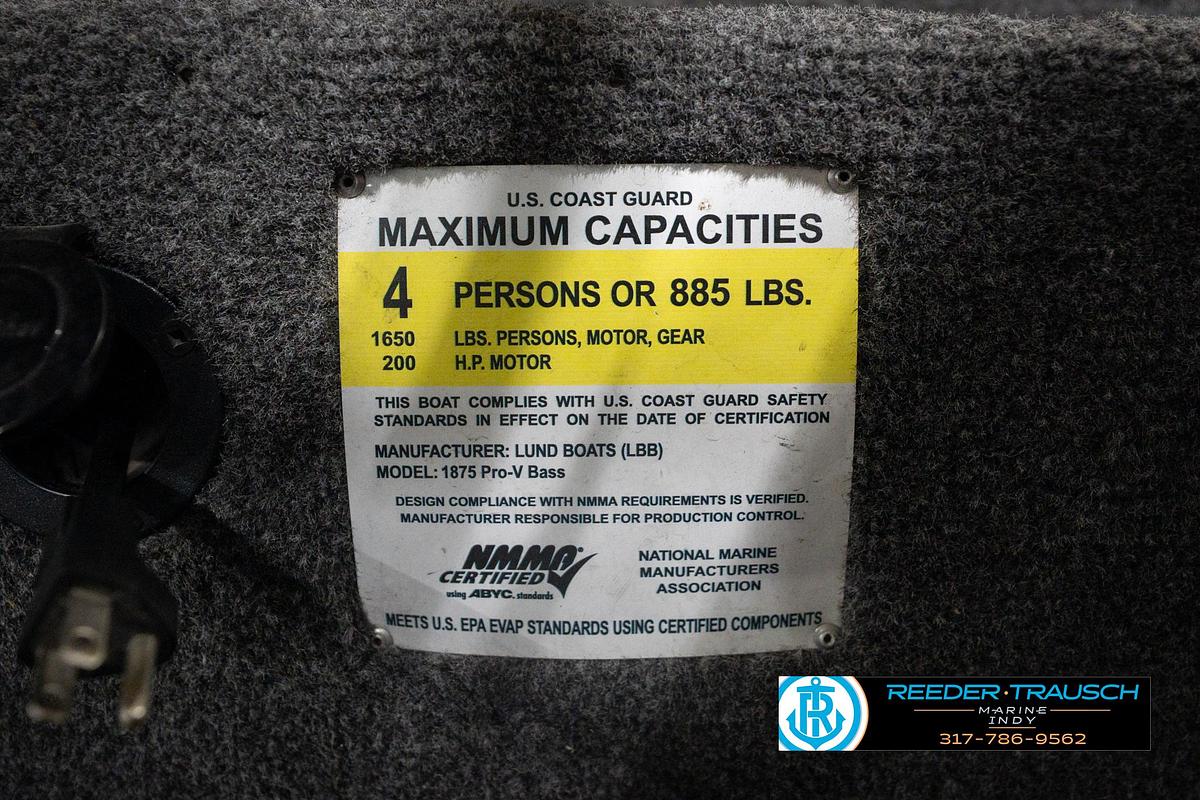 U.S. COAST GUARD
MAXIMUM CAPACITIES
4 PERSONS OR 885 LBS.
1650 LBS. PERSONS, MOTOR, GEAR
200 H.P. MOTOR
THIS BOAT COMPLIES WITH U.S. COAST GUARD SAFETY
STANDARDS IN EFFECT ON THE DATE OF CERTIFICATION
MANUFACTURER: LUND BOATS (LBB)
MODEL: 1875 Pro-V Bass
DESIGN COMPLIANCE WITH NMMA REQUIREMENTS IS VERIFIED.
MANUFACTURER RESPONSIBLE FOR PRODUCTION CONTROL.
NMMA®
CERTIFIED
using ABYC. standards
NATIONAL MARINE
MANUFACTURERS
ASSOCIATION
MEETS U.S. EPA EVAP STANDARDS USING CERTIFIED COMPONENTS
RT
REEDER·TRAUSCH
MARINE
INDY
317-786-9562